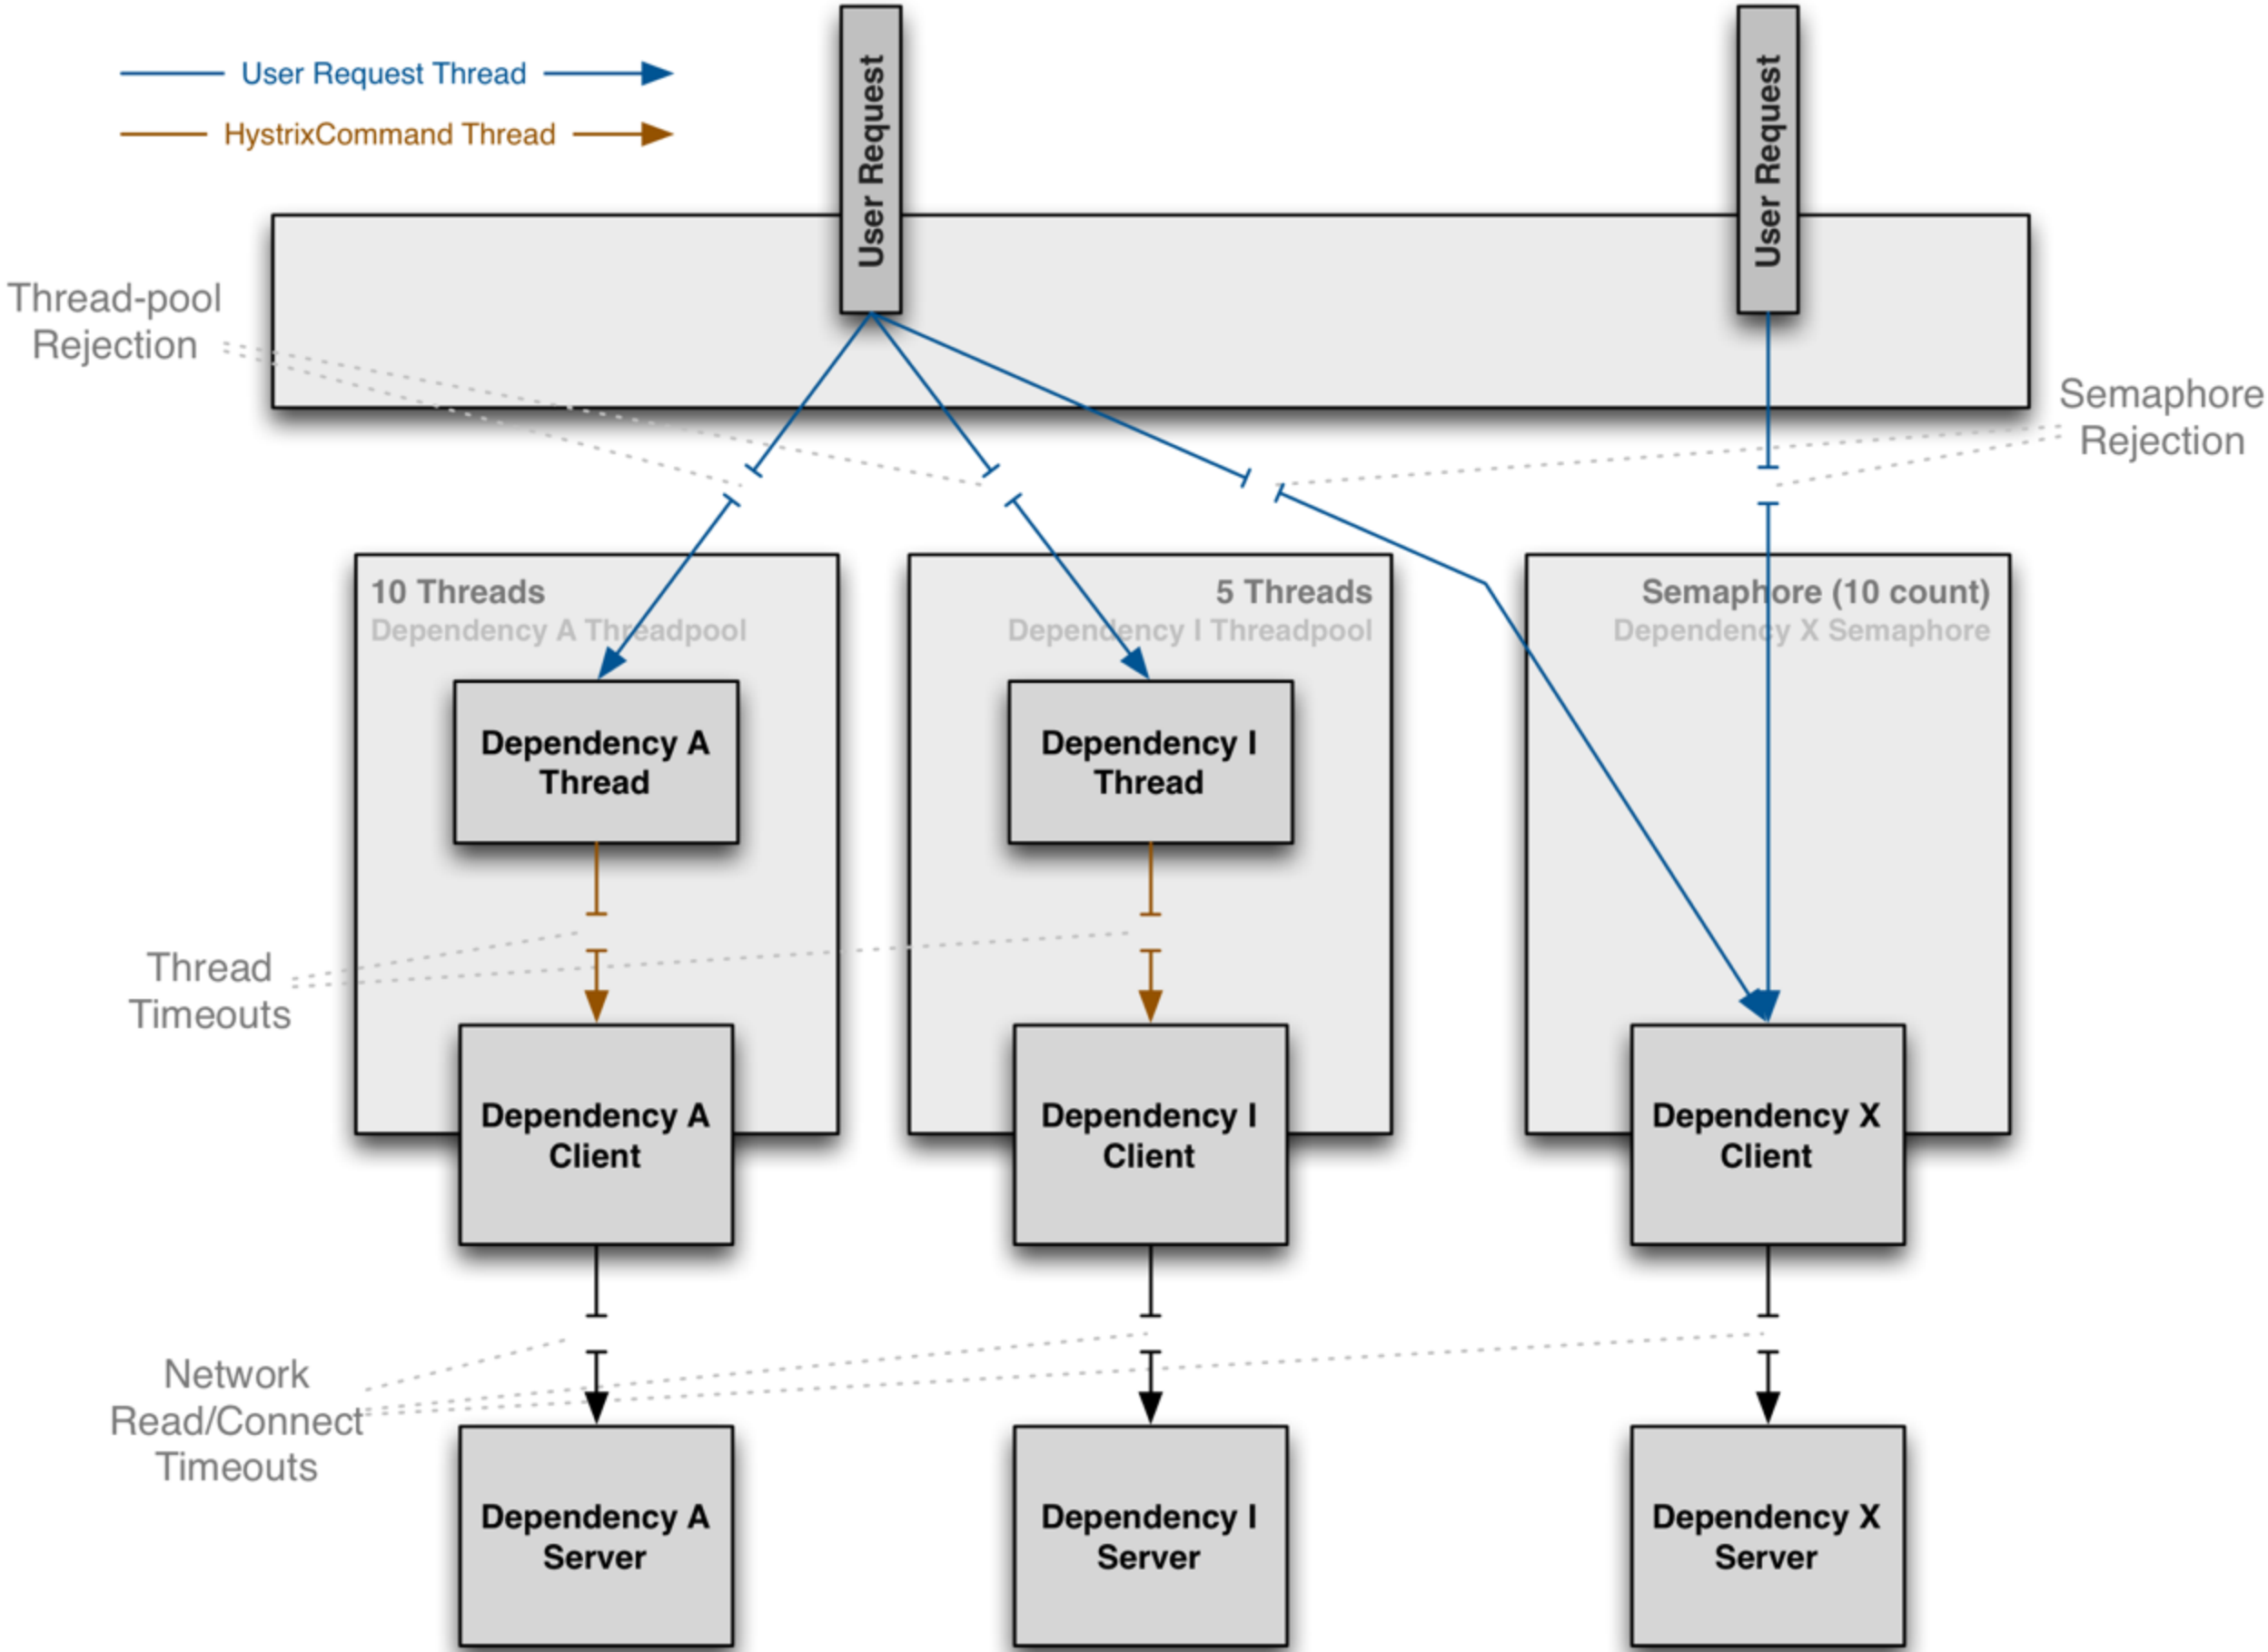 User Request Thread
HystrixCommand Thread
User Request
User Request
Thread-pool
Rejection
Semaphore
Rejection
10 Threads
Dependency A Threadpool
5 Threads
Dependency I Threadpool
Semaphore (10 count)
Dependency X Semaphore
Dependency A
Thread
Dependency I
Thread
Thread
Timeouts
Dependency A
Client
Dependency I
Client
Dependency X
Client
Network
Read/Connect
Timeouts
Dependency A
Server
Dependency I
Server
Dependency X
Server